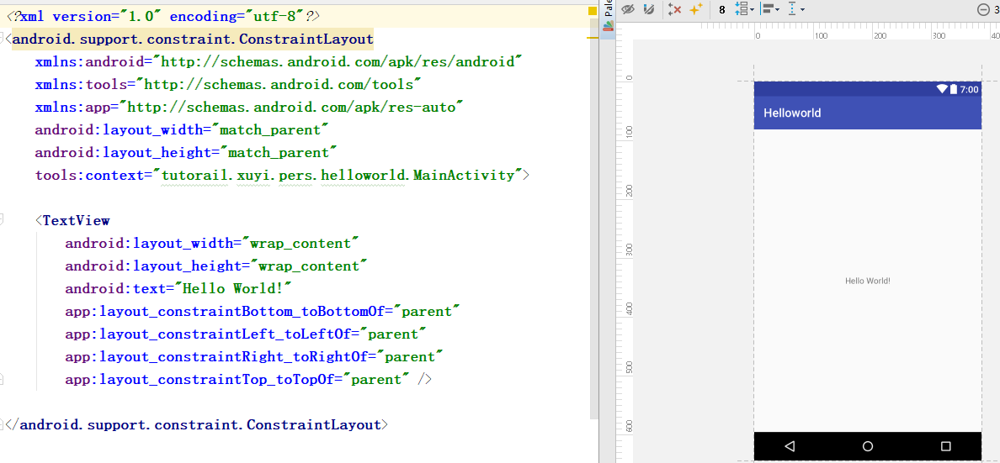 <?xml version="1.0" encoding="utf-8"?>
<android.support.constraint.ConstraintLayout
xmlns:android="http://schemas.android.com/apk/res/android"
xmlns:tools="http://schemas.android.com/tools"
xmlns:app="http://schemas.android.com/apk/res-auto"
android:layout_width="match_parent"
android:layout_height="match_parent"
tools:context="tutorail.xuyi.pers.helloworld.MainActivity">
<TextView
android:layout_width="wrap_content"
android:layout_height="wrap_content"
android:text="Hello World!"
app:layout_constraintBottom_toBottomOf="parent"
app:layout_constraintLeft_toLeftOf="parent"
app:layout_constraintRight_toRightOf="parent"
app:layout_constraintTop_toTopOf="parent" />
</android.support.constraint.ConstraintLayout>
8
3
0 100 200 300 400
0
100
200
300
400
500
600
7:00
Helloworld
Hello World!